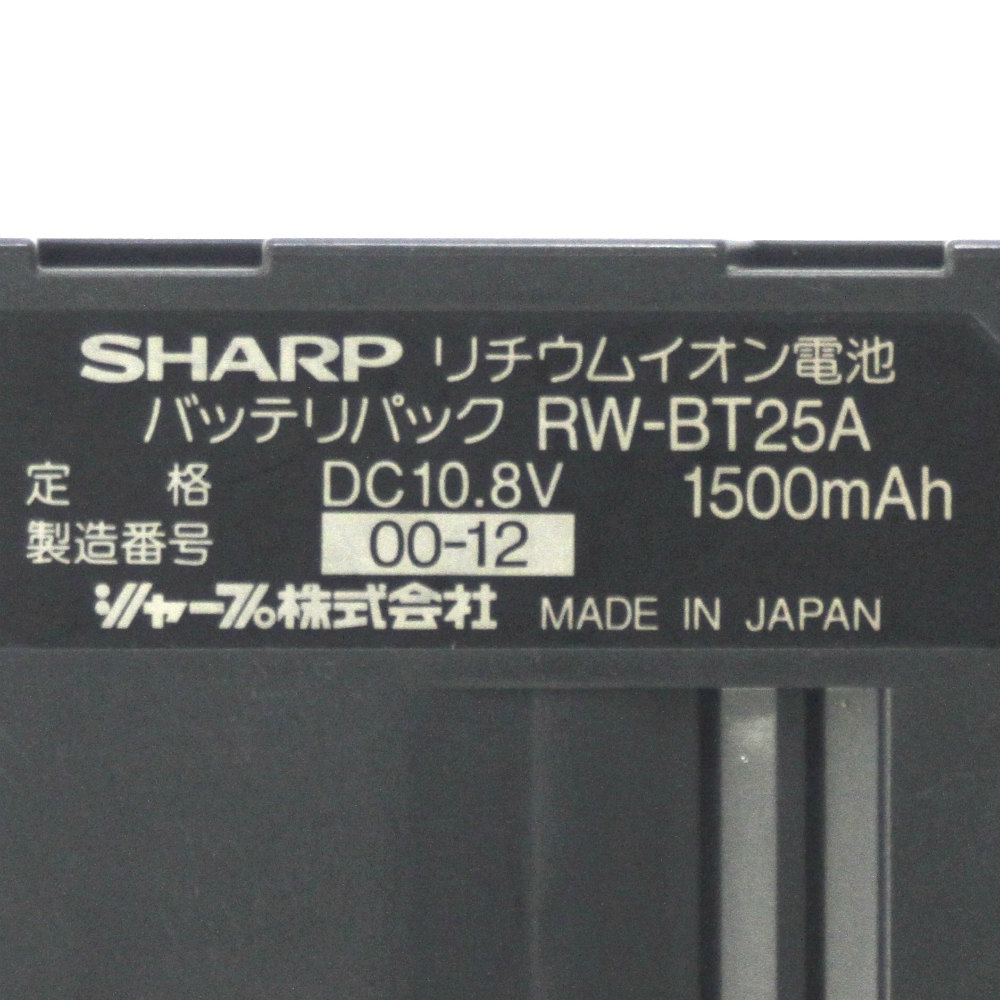 SHARP リチウムイオン電池
バッテリパック RW-BT25A
定格 DC10.8V 1500mAh
製造番号 00-12
シャープ株式会社 MADE IN JAPAN